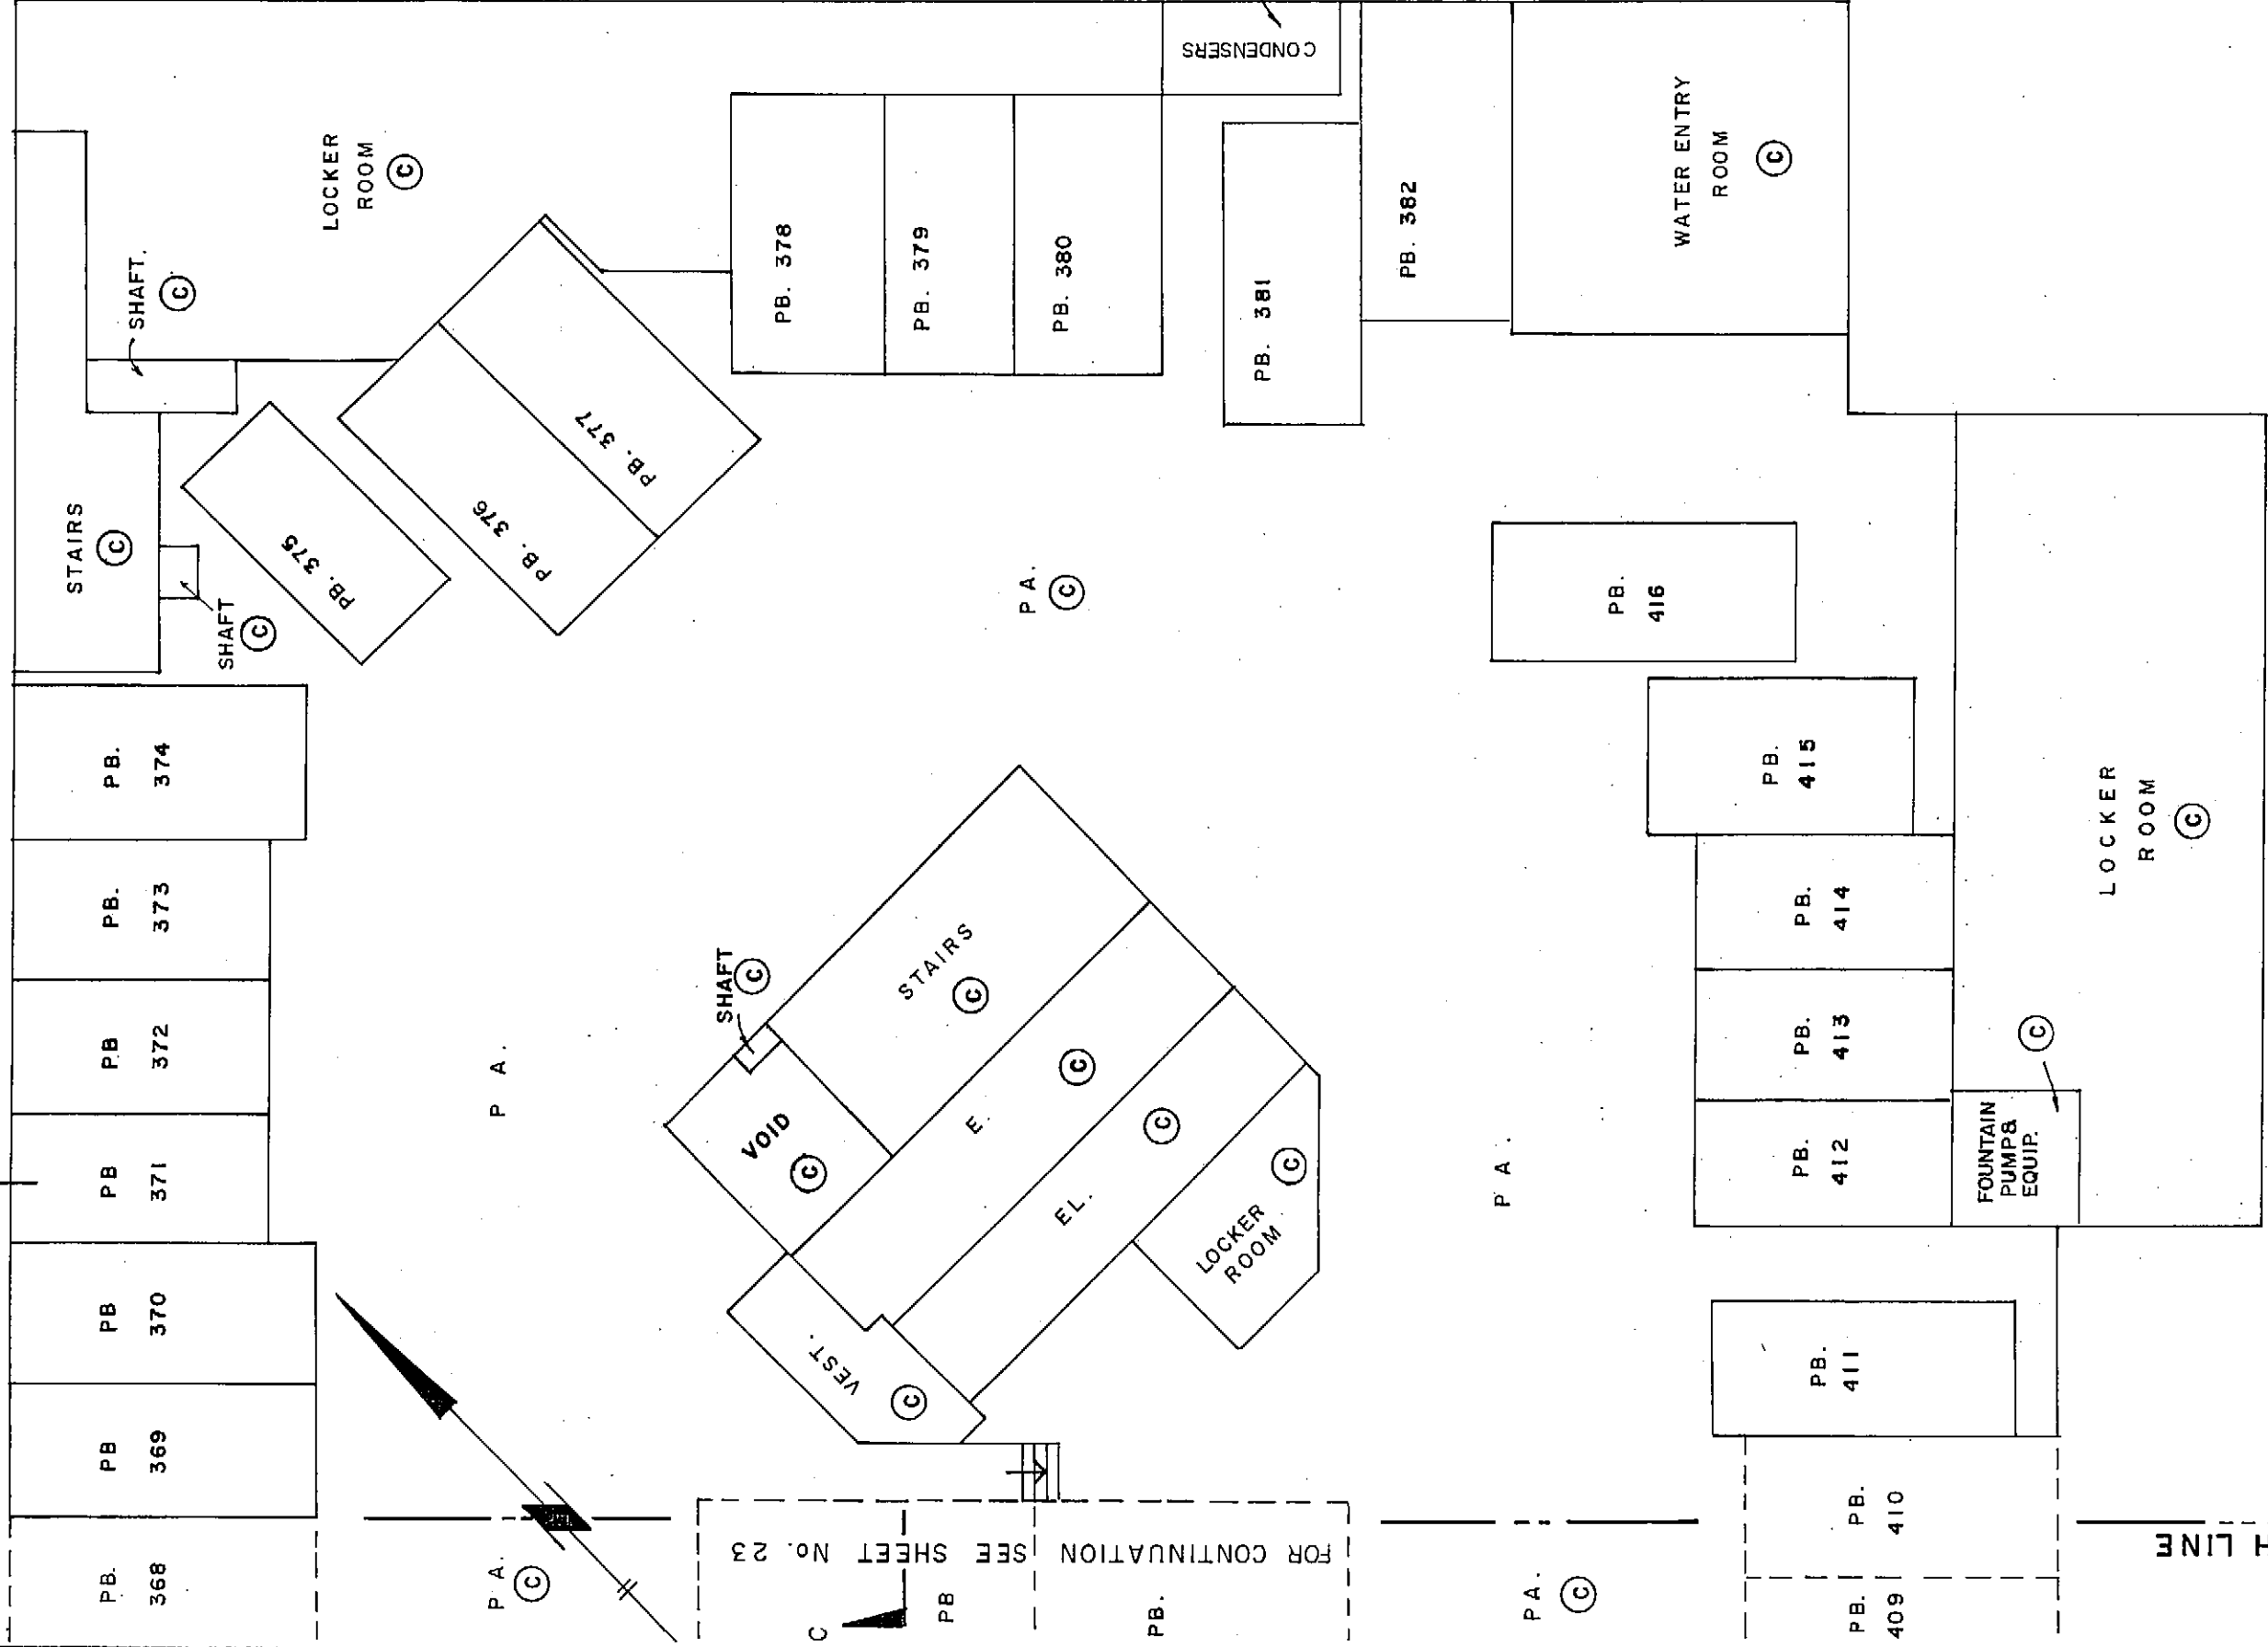 CONDENSERS
LOCKER
ROOM
C
WATER ENTRY
ROOM
C
SHAFT.
C
PB. 378
PB. 379
PB. 380
PB. 381
PB. 382
STAIRS
C
SHAFT
C
PB. 375
PB. 376
PB. 377
P A.
C
PB.
416
PB.
374
PB.
415
LOCKER
ROOM
C
PB.
373
PB.
414
SHAFT
C
STAIRS
C
PB
372
P A.
PB.
413
C
VOID
C
E.
C
EL.
C
LOCKER
ROOM
C
P A.
PB
371
PB.
412
FOUNTAIN
PUMP&
EQUIP.
PB
370
VEST.
C
PB.
411
PB
369
PB.
368
P A.
C
FOR CONTINUATION SEE SHEET No. 23
C
PB
PB.
P A.
C
PB.
410
PB.
409
H LINE